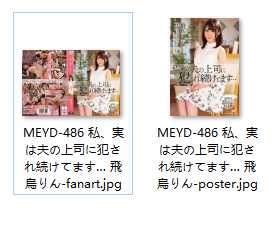 MEYD-486 私、実
は夫の上司に犯さ
れ続けてます... 飛
鳥りん-fanart.jpg
MEYD-486 私、実
は夫の上司に犯さ
れ続けてます... 飛
鳥りん-poster.jpg